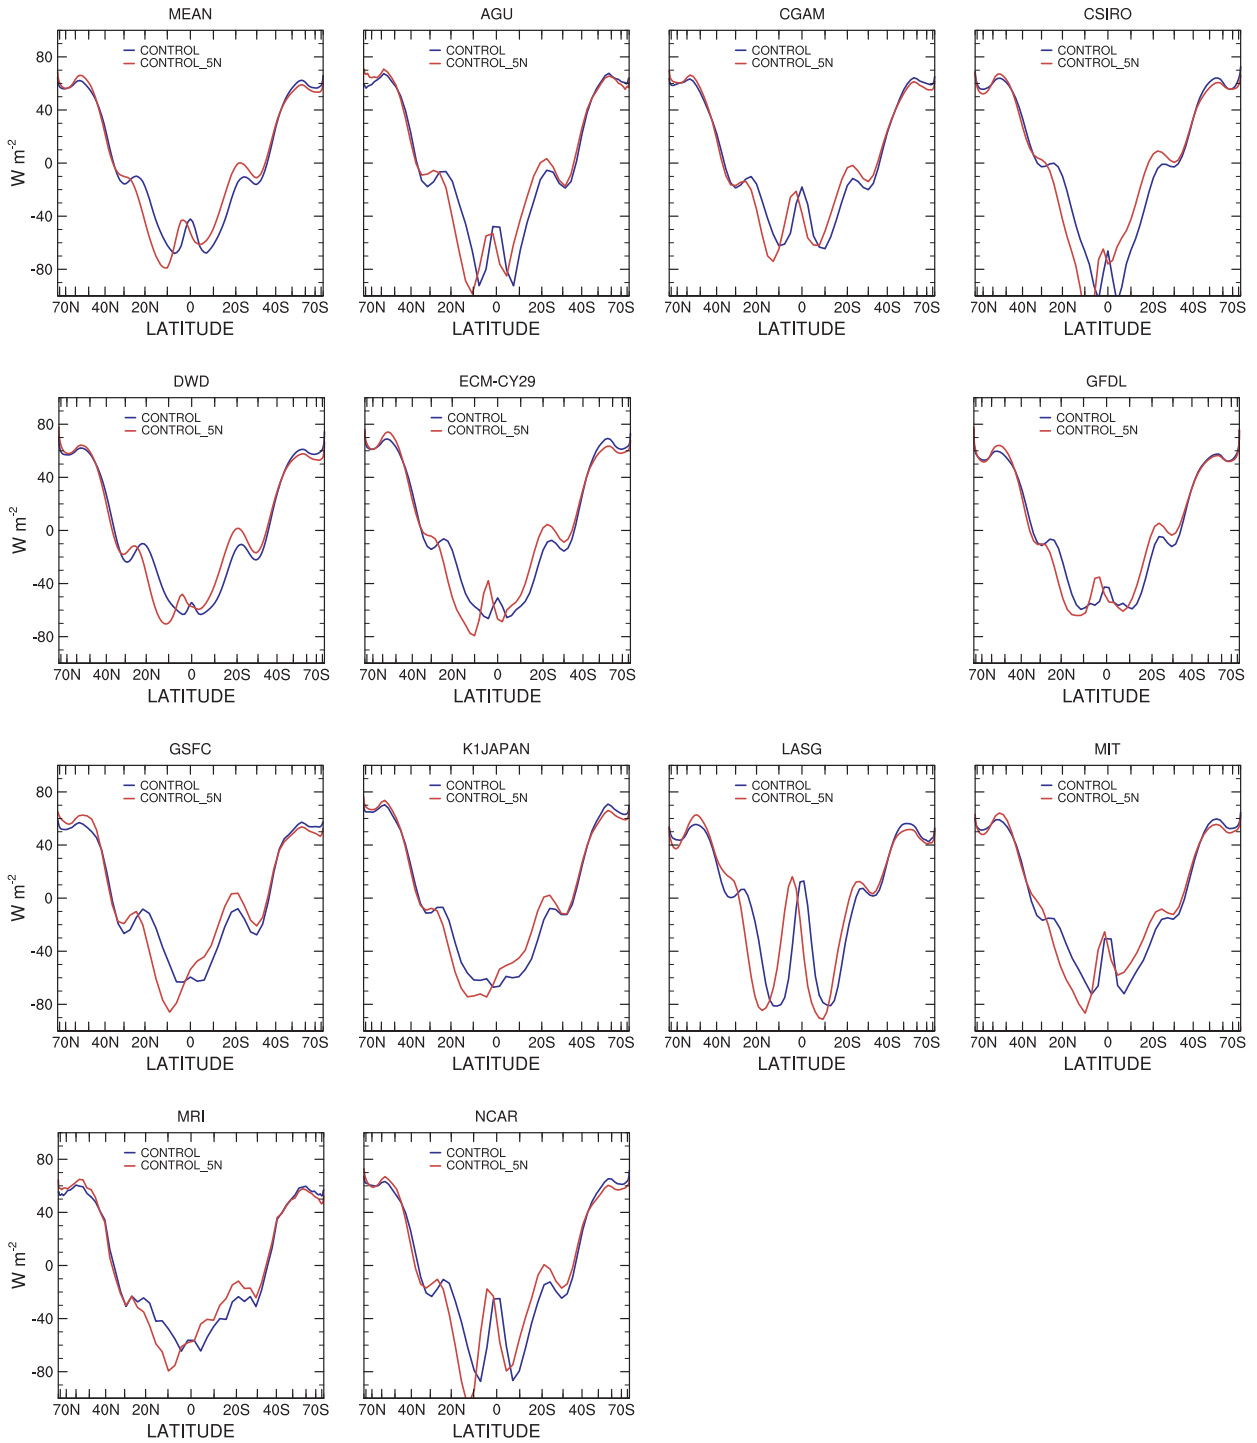 MEAN AGU CGAM CSIRO
CONTROL CONTROL CONTROL CONTROL
CONTROL_5N CONTROL_5N CONTROL_5N CONTROL_5N
80
40
0
-40
-80
W m-2
70N 40N 20N 0 20S 40S 70S 70N 40N 20N 0 20S 40S 70S 70N 40N 20N 0 20S 40S 70S 70N 40N 20N 0 20S 40S 70S
LATITUDE LATITUDE LATITUDE LATITUDE
DWD ECM-CY29 GFDL
CONTROL CONTROL CONTROL
CONTROL_5N CONTROL_5N CONTROL_5N
80
40
0
-40
-80
W m-2
70N 40N 20N 0 20S 40S 70S 70N 40N 20N 0 20S 40S 70S 70N 40N 20N 0 20S 40S 70S
LATITUDE LATITUDE LATITUDE
GSFC K1JAPAN LASG MIT
CONTROL CONTROL CONTROL CONTROL
CONTROL_5N CONTROL_5N CONTROL_5N CONTROL_5N
80
40
0
-40
-80
W m-2
70N 40N 20N 0 20S 40S 70S 70N 40N 20N 0 20S 40S 70S 70N 40N 20N 0 20S 40S 70S 70N 40N 20N 0 20S 40S 70S
LATITUDE LATITUDE LATITUDE LATITUDE
MRI NCAR
CONTROL CONTROL
CONTROL_5N CONTROL_5N
80
40
0
-40
-80
W m-2
70N 40N 20N 0 20S 40S 70S 70N 40N 20N 0 20S 40S 70S
LATITUDE LATITUDE